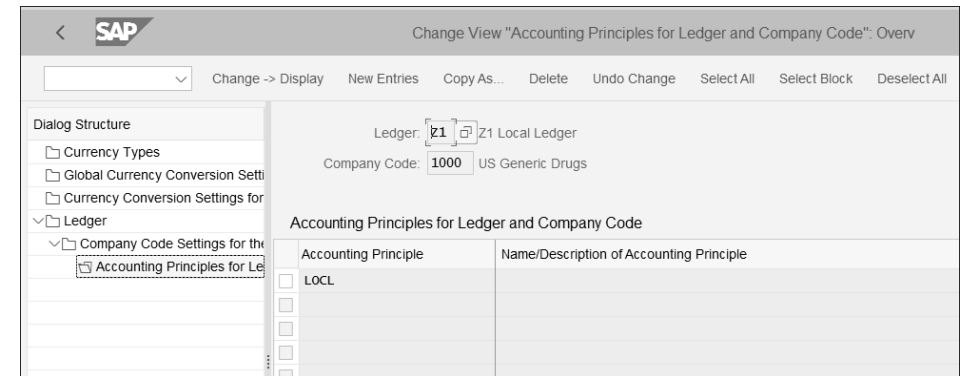 SAP
Change View "Accounting Principles for Ledger and Company Code": Overv
Change -> Display New Entries Copy As... Delete Undo Change Select All Select Block Deselect All
Dialog Structure
Currency Types
Global Currency Conversion Setti
Currency Conversion Settings for
Ledger
Company Code Settings for the
Accounting Principles for Le
Ledger: Z1 Z1 Local Ledger
Company Code: 1000 US Generic Drugs
Accounting Principles for Ledger and Company Code
Accounting Principle Name/Description of Accounting Principle
LOCL